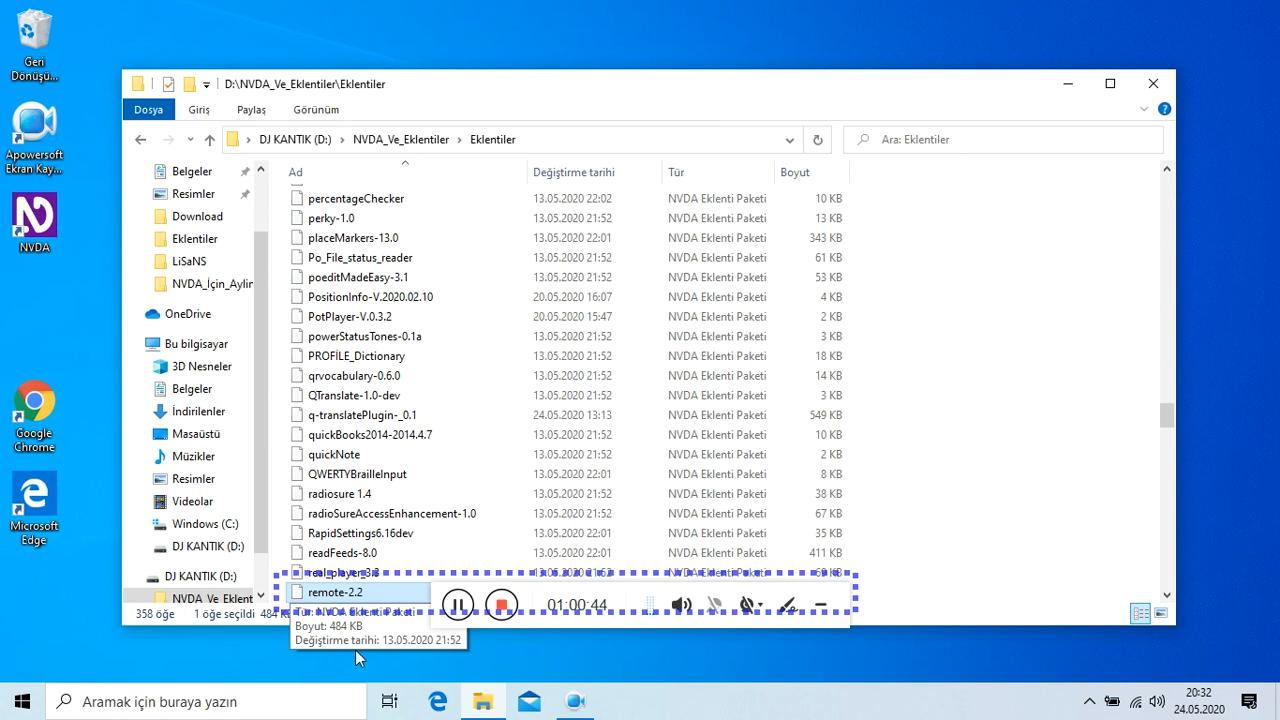 Geri
Dönüşü...
Apowersoft
Ekran Kay...
NVDA
Google
Chrome
Microsoft
Edge
D:\NVDA_Ve_Eklentiler\Eklentiler
Dosya Giriş Paylaş Görünüm
DJ KANTIK (D:) NVDA_Ve_Eklentiler Eklentiler
Ara: Eklentiler
Belgeler
Resimler
Download
Eklentiler
LiSaNS
NVDA_İçin_Aylin
OneDrive
Bu bilgisayar
3D Nesneler
Belgeler
İndirilenler
Masaüstü
Müzikler
Resimler
Videolar
Windows (C:)
DJ KANTIK (D:)
DJ KANTIK (D:)
NVDA_Ve_Eklent
Ad Değiştirme tarihi Tür Boyut
percentageChecker 13.05.2020 22:02 NVDA Eklenti Paketi 10 KB
perky-1.0 13.05.2020 21:52 NVDA Eklenti Paketi 13 KB
placeMarkers-13.0 13.05.2020 22:01 NVDA Eklenti Paketi 343 KB
Po_File_status_reader 13.05.2020 21:52 NVDA Eklenti Paketi 61 KB
poeditMadeEasy-3.1 13.05.2020 21:52 NVDA Eklenti Paketi 53 KB
PositionInfo-V.2020.02.10 20.05.2020 16:07 NVDA Eklenti Paketi 4 KB
PotPlayer-V.0.3.2 20.05.2020 15:47 NVDA Eklenti Paketi 2 KB
powerStatusTones-0.1a 13.05.2020 21:52 NVDA Eklenti Paketi 3 KB
PROFİLE_Dictionary 13.05.2020 21:52 NVDA Eklenti Paketi 18 KB
qrvocabulary-0.6.0 13.05.2020 21:52 NVDA Eklenti Paketi 14 KB
QTranslate-1.0-dev 13.05.2020 21:52 NVDA Eklenti Paketi 3 KB
q-translatePlugin-_0.1 24.05.2020 13:13 NVDA Eklenti Paketi 549 KB
quickBooks2014-2014.4.7 13.05.2020 21:52 NVDA Eklenti Paketi 10 KB
quickNote 13.05.2020 21:52 NVDA Eklenti Paketi 2 KB
QWERTYBrailleInput 13.05.2020 22:01 NVDA Eklenti Paketi 8 KB
radiosure 1.4 13.05.2020 21:52 NVDA Eklenti Paketi 38 KB
radioSureAccessEnhancement-1.0 13.05.2020 21:52 NVDA Eklenti Paketi 67 KB
RapidSettings6.16dev 13.05.2020 22:01 NVDA Eklenti Paketi 35 KB
readFeeds-8.0 13.05.2020 22:01 NVDA Eklenti Paketi 411 KB
real_player_3.3 NVDA Eklenti Paketi
remote-2.2
01:00:44
358 öğe 1 öğe seçildi 484 K
Tür: NVDA Eklenti Paketi
Boyut: 484 KB
Değiştirme tarihi: 13.05.2020 21:52
Aramak için buraya yazın
20:32
24.05.2020